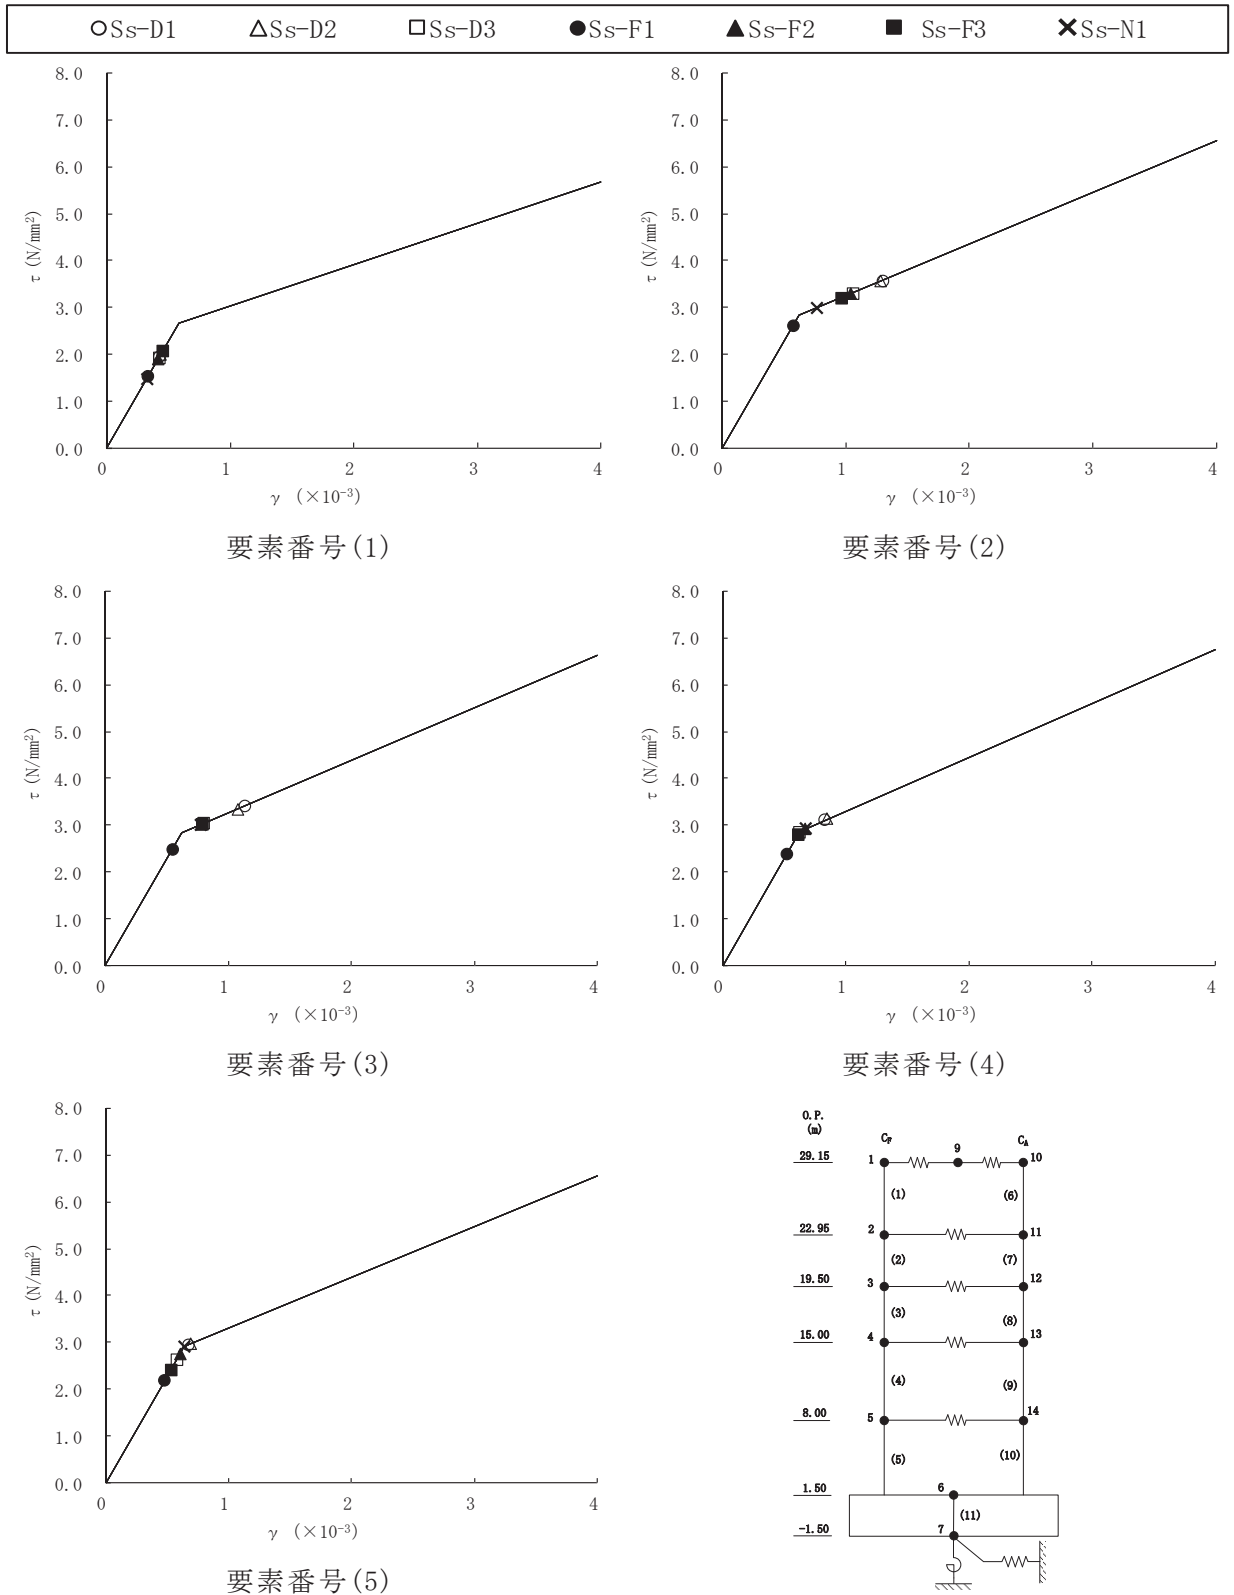 ○Ss-D1 △Ss-D2 □Ss-D3 ●Ss-F1 ▲Ss-F2 ■ Ss-F3 ×Ss-N1
8.0
7.0
6.0
5.0
4.0
3.0
2.0
1.0
0.0
τ (N/mm²)
0 1 2 3 4
γ (×10⁻³)
要素番号(1)
8.0
7.0
6.0
5.0
4.0
3.0
2.0
1.0
0.0
τ (N/mm²)
0 1 2 3 4
γ (×10⁻³)
要素番号(2)
8.0
7.0
6.0
5.0
4.0
3.0
2.0
1.0
0.0
τ (N/mm²)
0 1 2 3 4
γ (×10⁻³)
要素番号(3)
8.0
7.0
6.0
5.0
4.0
3.0
2.0
1.0
0.0
τ (N/mm²)
0 1 2 3 4
γ (×10⁻³)
要素番号(4)
8.0
7.0
6.0
5.0
4.0
3.0
2.0
1.0
0.0
τ (N/mm²)
0 1 2 3 4
γ (×10⁻³)
要素番号(5)
O.P.
(m)
C_F C_A
29.15 1 9 10
(1) (6)
22.95 2 11
(2) (7)
19.50 3 12
(3) (8)
15.00 4 13
(4) (9)
8.00 5 14
(5) (10)
1.50 6
(11)
-1.50 7